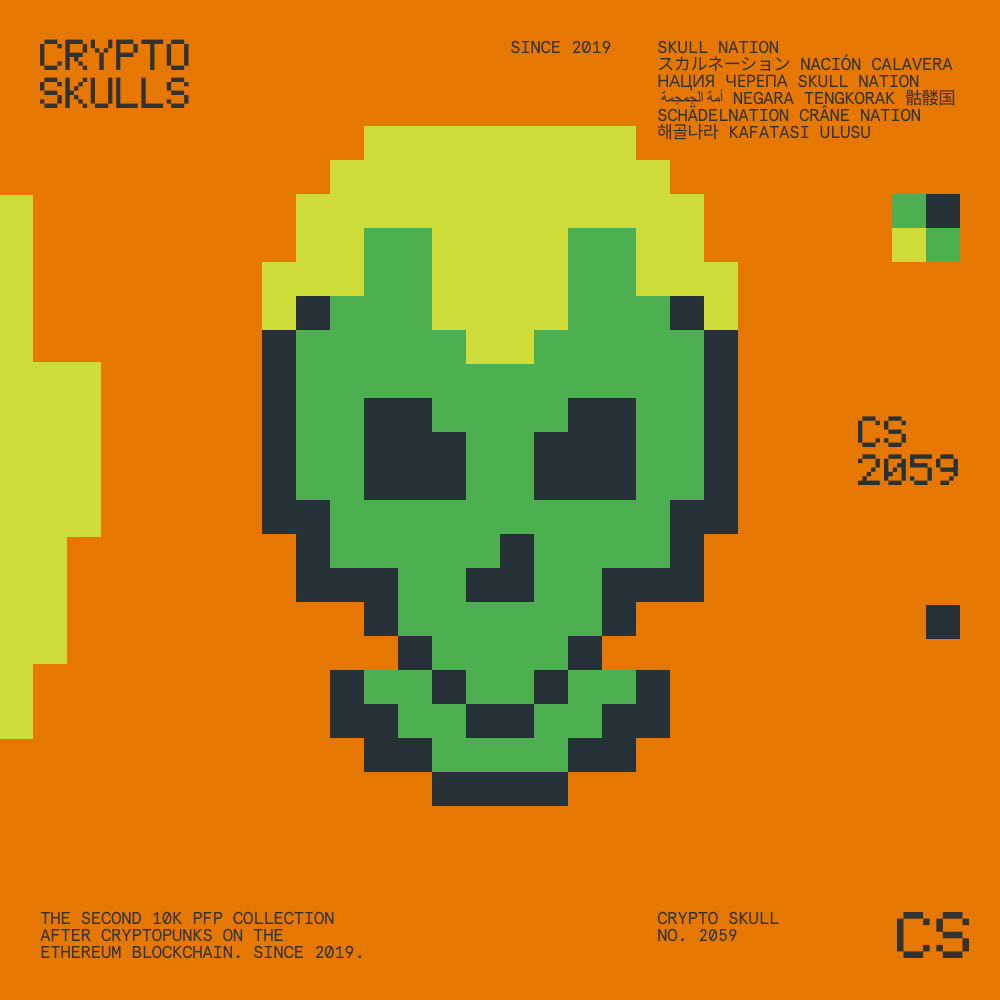 CRYPTO
SKULLS
SINCE 2019
SKULL NATION
スカルネーション NACIÓN CALAVERA
НАЦИЯ ЧЕРЕПА SKULL NATION
أمة الجمجمة NEGARA TENGKORAK 骷髅国
SCHÄDELNATION CRÂNE NATION
해골나라 KAFATASI ULUSU
CS
2059
THE SECOND 10K PFP COLLECTION
AFTER CRYPTOPUNKS ON THE
ETHEREUM BLOCKCHAIN. SINCE 2019.
CRYPTO SKULL
NO. 2059
CS